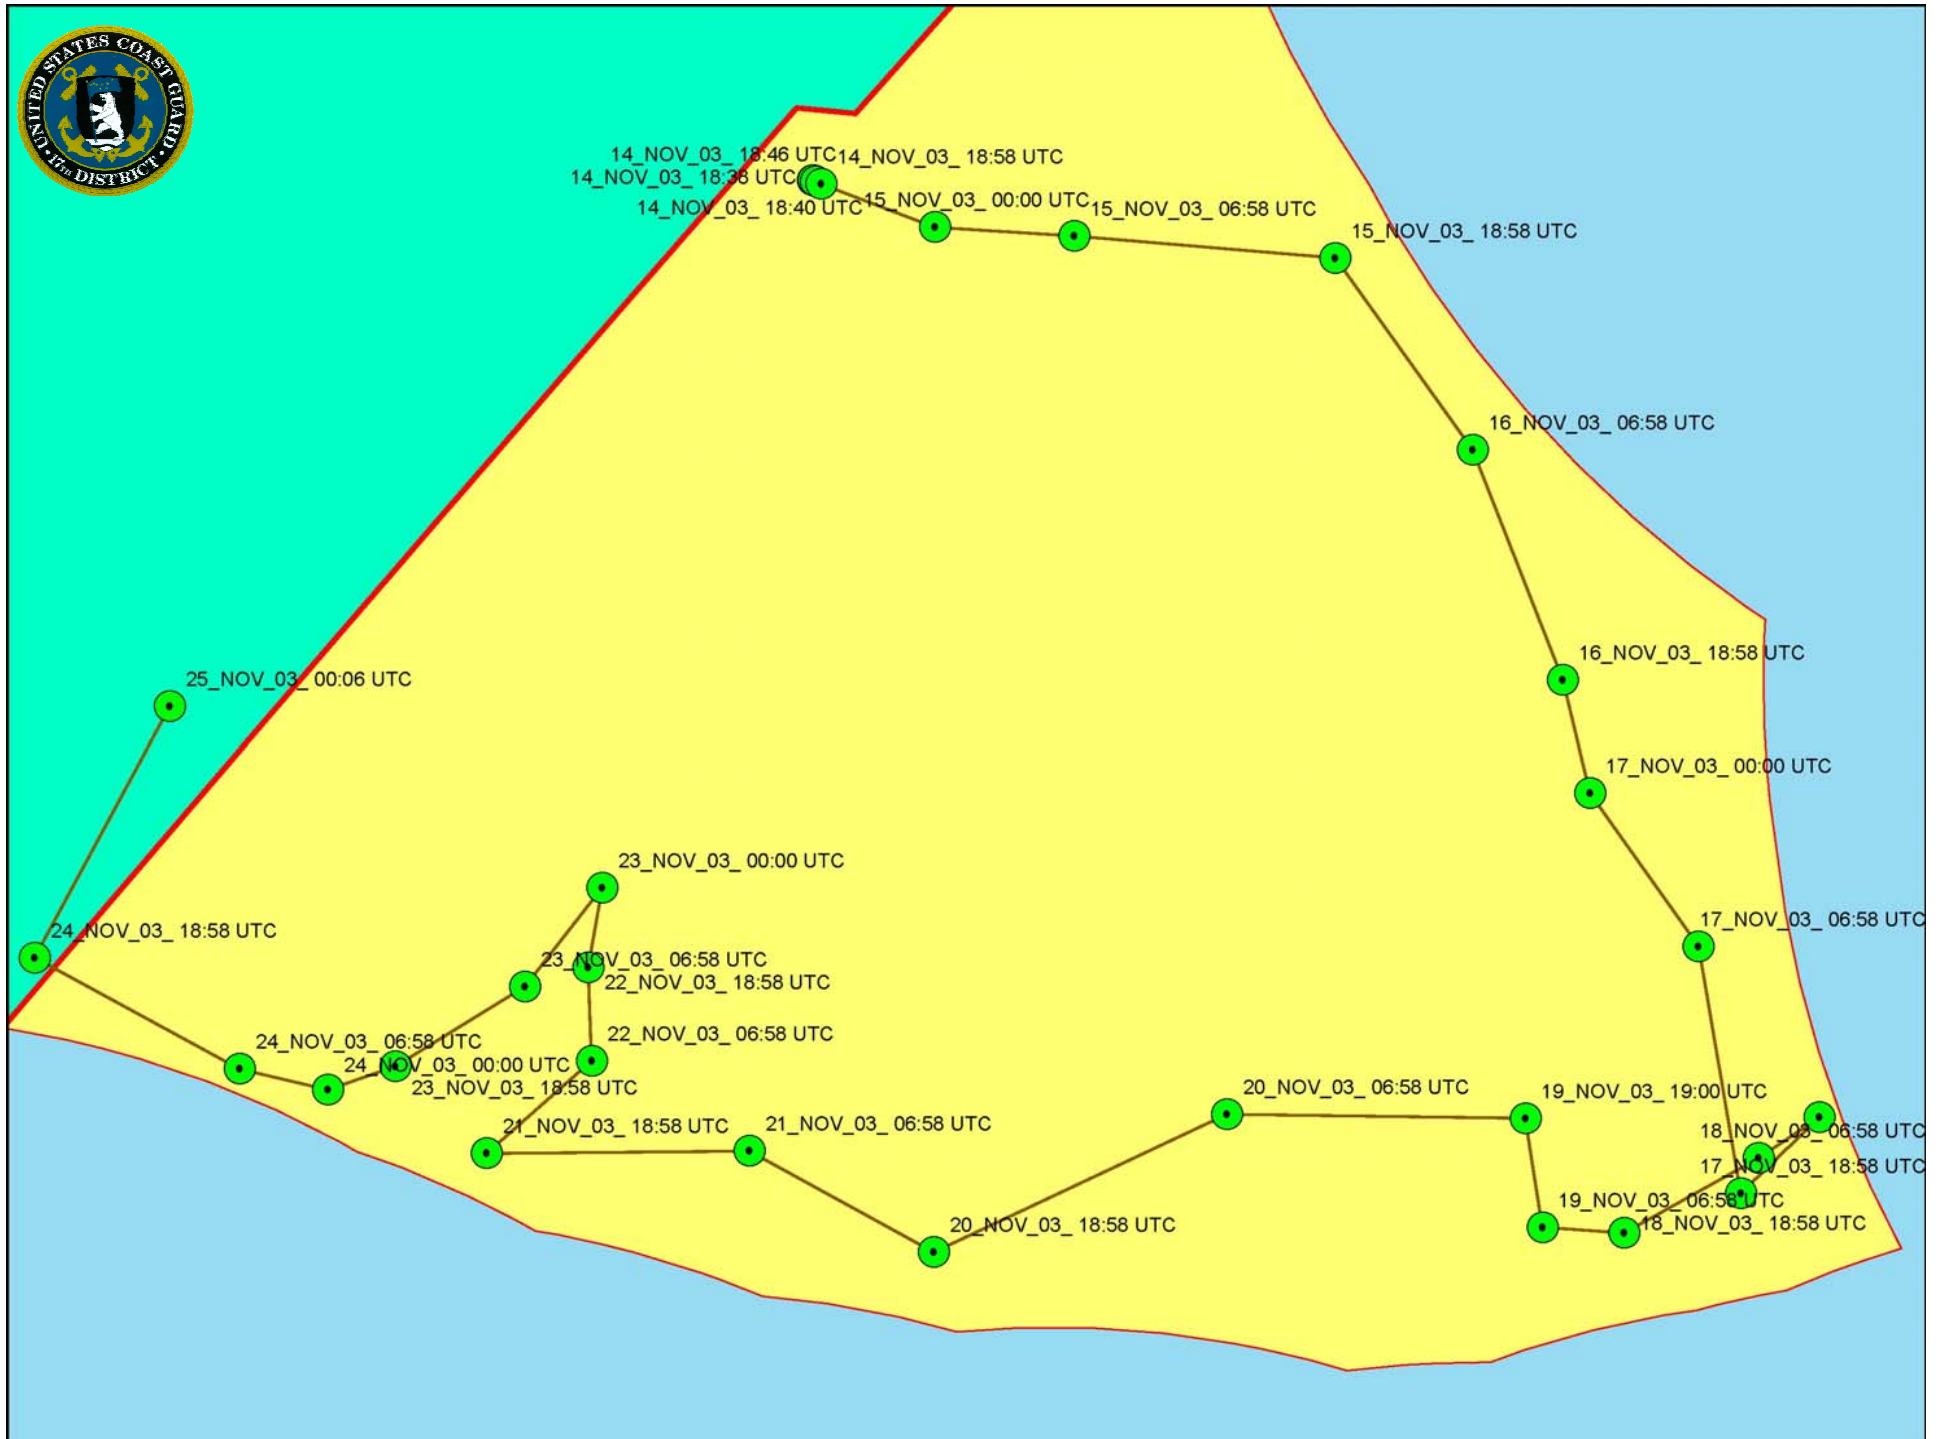 UNITED STATES COAST GUARD
17TH DISTRICT
14_NOV_03_ 18:46 UTC
14_NOV_03_ 18:58 UTC
14_NOV_03_ 18:38 UTC
14_NOV_03_ 18:40 UTC
15_NOV_03_ 00:00 UTC
15_NOV_03_ 06:58 UTC
15_NOV_03_ 18:58 UTC
16_NOV_03_ 06:58 UTC
16_NOV_03_ 18:58 UTC
25_NOV_03_ 00:06 UTC
17_NOV_03_ 00:00 UTC
23_NOV_03_ 00:00 UTC
17_NOV_03_ 06:58 UTC
24_NOV_03_ 18:58 UTC
23_NOV_03_ 06:58 UTC
22_NOV_03_ 18:58 UTC
22_NOV_03_ 06:58 UTC
24_NOV_03_ 06:58 UTC
24_NOV_03_ 00:00 UTC
23_NOV_03_ 18:58 UTC
20_NOV_03_ 06:58 UTC
19_NOV_03_ 19:00 UTC
21_NOV_03_ 18:58 UTC
21_NOV_03_ 06:58 UTC
18_NOV_03_ 06:58 UTC
17_NOV_03_ 18:58 UTC
19_NOV_03_ 06:58 UTC
20_NOV_03_ 18:58 UTC
18_NOV_03_ 18:58 UTC